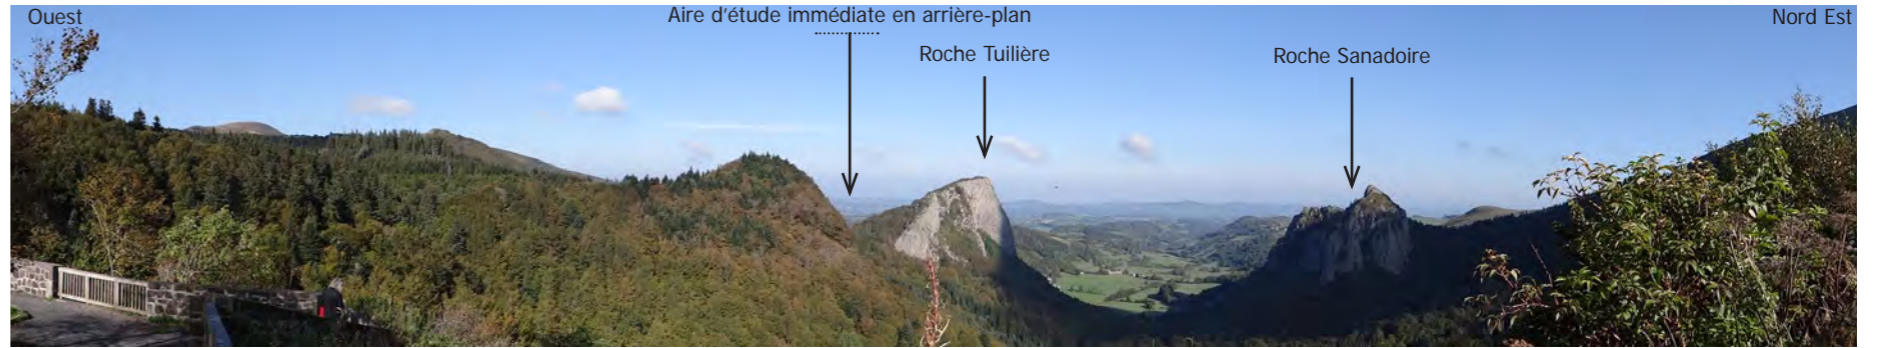 Ouest
Aire d'étude immédiate en arrière-plan
Nord Est
Roche Tuilière
Roche Sanadoire